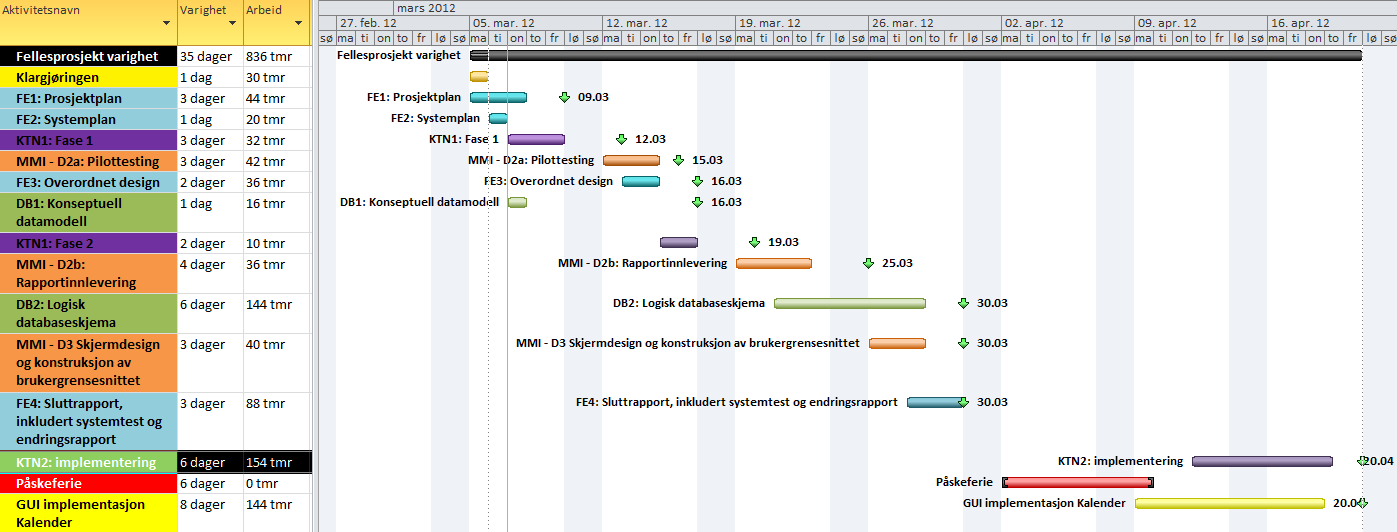 Aktivitetsnavn Varighet Arbeid
mars 2012
27. feb. 12 05. mar. 12 12. mar. 12 19. mar. 12 26. mar. 12 02. apr. 12 09. apr. 12 16. apr. 12
sø ma ti on to fr lø sø ma ti on to fr lø sø ma ti on to fr lø sø ma ti on to fr lø sø ma ti on to fr lø sø ma ti on to fr lø sø ma ti on to fr lø sø ma ti on to fr lø sø
Fellesprosjekt varighet 35 dager 836 tmr Fellesprosjekt varighet
Klargjøringen 1 dag 30 tmr
FE1: Prosjektplan 3 dager 44 tmr FE1: Prosjektplan 09.03
FE2: Systemplan 1 dag 20 tmr FE2: Systemplan
KTN1: Fase 1 3 dager 32 tmr KTN1: Fase 1 12.03
MMI - D2a: Pilottesting 3 dager 42 tmr MMI - D2a: Pilottesting 15.03
FE3: Overordnet design 2 dager 36 tmr FE3: Overordnet design 16.03
DB1: Konseptuell 1 dag 16 tmr DB1: Konseptuell datamodell 16.03
datamodell
KTN1: Fase 2 2 dager 10 tmr 19.03
MMI - D2b: 4 dager 36 tmr MMI - D2b: Rapportinnlevering 25.03
Rapportinnlevering
DB2: Logisk 6 dager 144 tmr DB2: Logisk databaseskjema 30.03
databaseskjema
MMI - D3 Skjermdesign 3 dager 40 tmr MMI - D3 Skjermdesign og konstruksjon av brukergrensesnittet 30.03
og konstruksjon av
brukergrensesnittet
FE4: Sluttrapport, 3 dager 88 tmr FE4: Sluttrapport, inkludert systemtest og endringsrapport 30.03
inkludert systemtest og
endringsrapport
KTN2: implementering 6 dager 154 tmr KTN2: implementering 20.04
Påskeferie 6 dager 0 tmr Påskeferie
GUI implementasjon 8 dager 144 tmr GUI implementasjon Kalender 20.0
Kalender